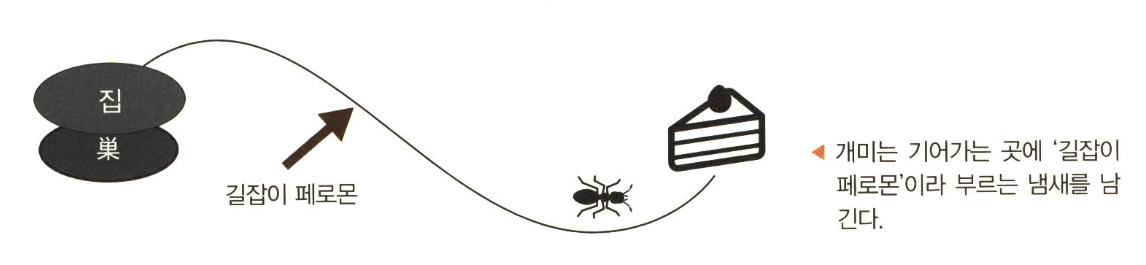 집
巣
길잡이 페로몬
◀ 개미는 기어가는 곳에 ‘길잡이
페로몬’이라 부르는 냄새를 남
긴다.